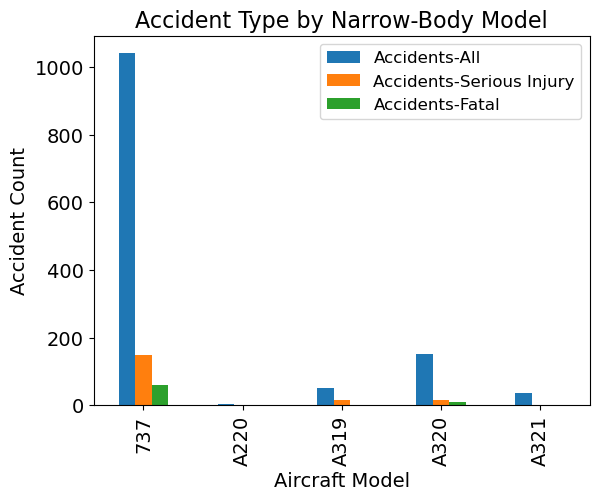 Accident Type by Narrow-Body Model
Accidents-All
Accidents-Serious Injury
Accidents-Fatal
Accident Count
1000
800
600
400
200
0
737
A220
A319
A320
A321
Aircraft Model